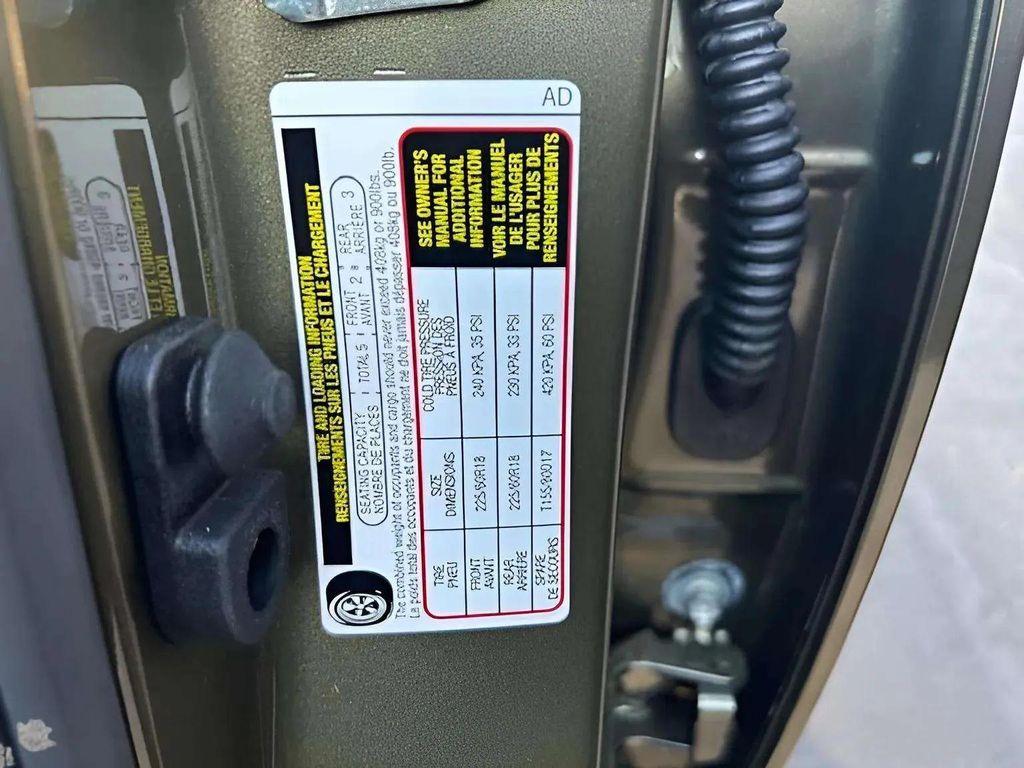 AD
TIRE AND LOADING INFORMATION
RENSEIGNEMENTS SUR LES PNEUS ET LE CHARGEMENT
SEATING CAPACITY TOTAL 5 FRONT 2 REAR 3
NOMBRE DE PLACES AVANT ARRIÈRE
The combined weight of occupants and cargo should never exceed 408kg or 900lbs.
Le poids total des occupants et du chargement ne doit jamais dépasser 408kg ou 900lb.
TIRE SIZE COLD TIRE PRESSURE
PNEU DIMENSIONS PRESSION DES
PNEUS À FROID
FRONT 225/60R18 240 KPA, 35 PSI
AVANT
REAR 225/60R18 230 KPA, 33 PSI
ARRIÈRE
SPARE T155/90D17 420 KPA, 60 PSI
DE SECOURS
SEE OWNER'S
MANUAL FOR
ADDITIONAL
INFORMATION
VOIR LE MANUEL
DE L'USAGER
POUR PLUS DE
RENSEIGNEMENTS